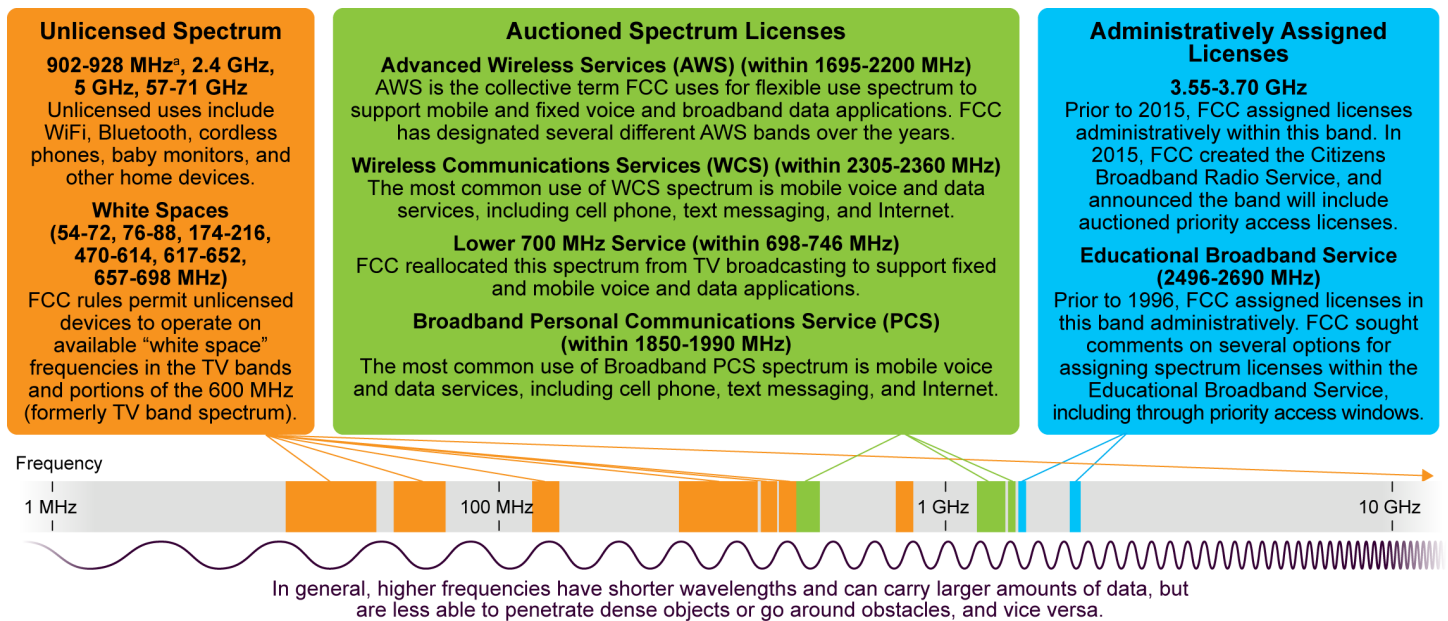 Unlicensed Spectrum
902-928 MHzª, 2.4 GHz,
5 GHz, 57-71 GHz
Unlicensed uses include
WiFi, Bluetooth, cordless
phones, baby monitors, and
other home devices.
White Spaces
(54-72, 76-88, 174-216,
470-614, 617-652,
657-698 MHz)
FCC rules permit unlicensed
devices to operate on
available “white space”
frequencies in the TV bands
and portions of the 600 MHz
(formerly TV band spectrum).
Auctioned Spectrum Licenses
Advanced Wireless Services (AWS) (within 1695-2200 MHz)
AWS is the collective term FCC uses for flexible use spectrum to
support mobile and fixed voice and broadband data applications. FCC
has designated several different AWS bands over the years.
Wireless Communications Services (WCS) (within 2305-2360 MHz)
The most common use of WCS spectrum is mobile voice and data
services, including cell phone, text messaging, and Internet.
Lower 700 MHz Service (within 698-746 MHz)
FCC reallocated this spectrum from TV broadcasting to support fixed
and mobile voice and data applications.
Broadband Personal Communications Service (PCS)
(within 1850-1990 MHz)
The most common use of Broadband PCS spectrum is mobile voice
and data services, including cell phone, text messaging, and Internet.
Administratively Assigned
Licenses
3.55-3.70 GHz
Prior to 2015, FCC assigned licenses
administratively within this band. In
2015, FCC created the Citizens
Broadband Radio Service, and
announced the band will include
auctioned priority access licenses.
Educational Broadband Service
(2496-2690 MHz)
Prior to 1996, FCC assigned licenses in
this band administratively. FCC sought
comments on several options for
assigning spectrum licenses within the
Educational Broadband Service,
including through priority access windows.
Frequency
1 MHz
100 MHz
1 GHz
10 GHz
In general, higher frequencies have shorter wavelengths and can carry larger amounts of data, but
are less able to penetrate dense objects or go around obstacles, and vice versa.